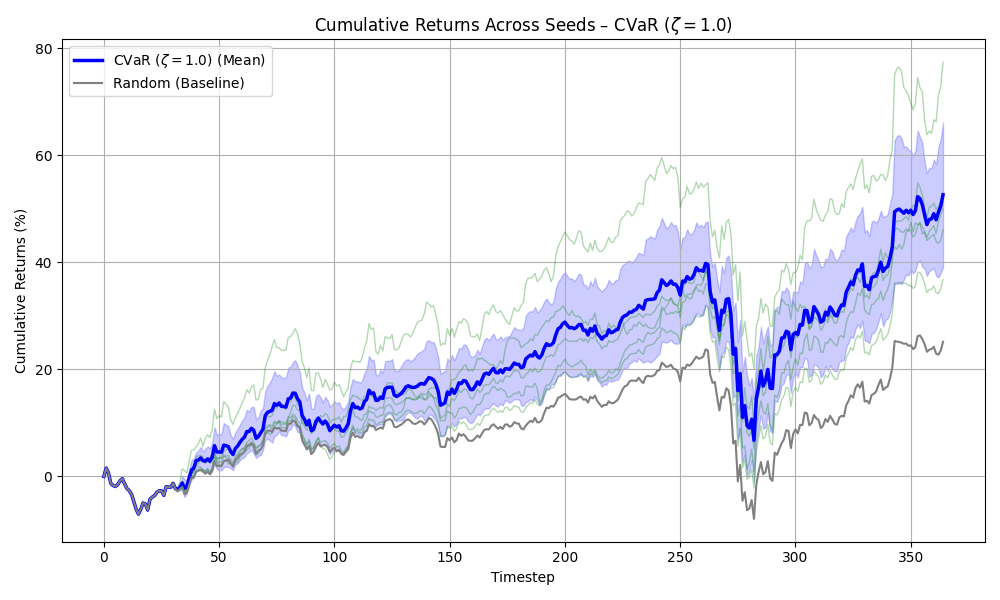 Cumulative Returns Across Seeds – CVaR (ζ = 1.0)
CVaR (ζ = 1.0) (Mean)
Random (Baseline)
Cumulative Returns (%)
80
60
40
20
0
0 50 100 150 200 250 300 350
Timestep